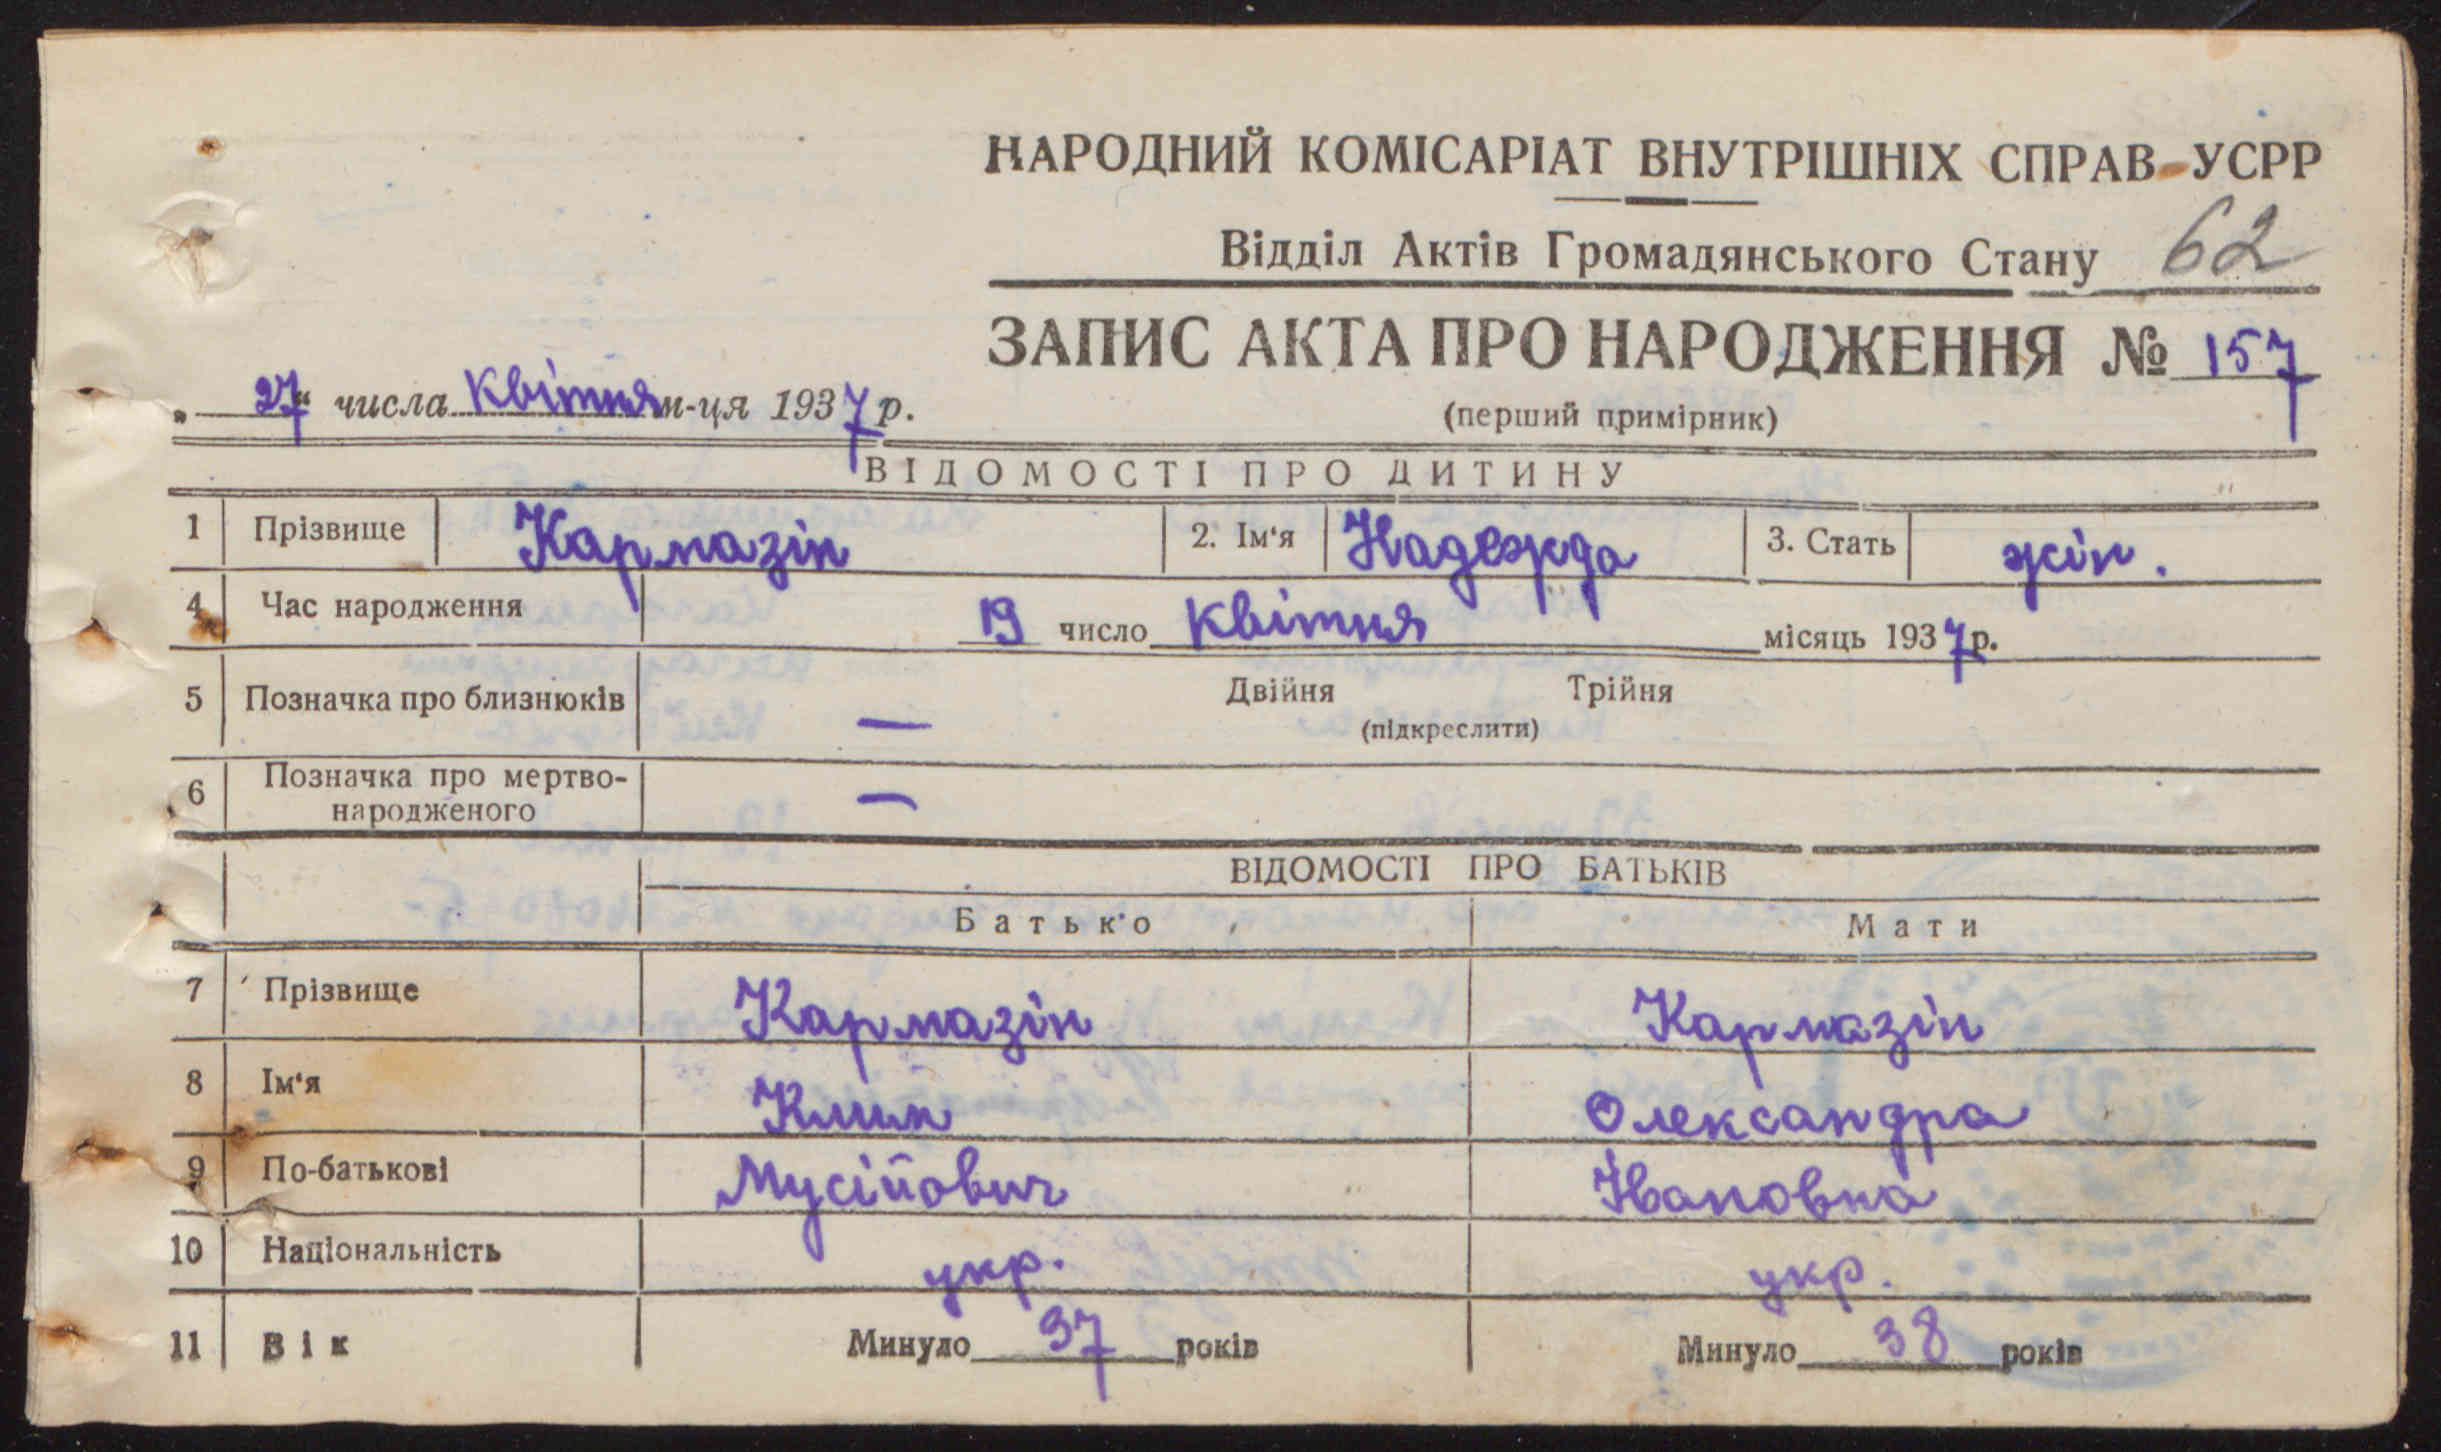 НАРОДНИЙ КОМІСАРІАТ ВНУТРІШНІХ СПРАВ УСРР
Відділ Актів Громадянського Стану 62
ЗАПИС АКТА ПРО НАРОДЖЕННЯ № 157
„ 27 “ числа Квітня м-ця 1937 р.
(перший примірник)
ВІДОМОСТІ ПРО ДИТИНУ
1 Прізвище Кармазін 2. Ім'я Надежда 3. Стать жін.
4 Час народження 19 число Квітня місяць 1937 р.
5 Позначка про близнюків — Двійня Трійня
(підкреслити)
6 Позначка про мертво-
народженого —
ВІДОМОСТІ ПРО БАТЬКІВ
Батько Мати
7 Прізвище Кармазін Кармазін
8 Ім'я Клим Олександра
9 По-батькові Мусійович Івановна
10 Національність укр. укр.
11 Вік Минуло 37 років Минуло 38 років